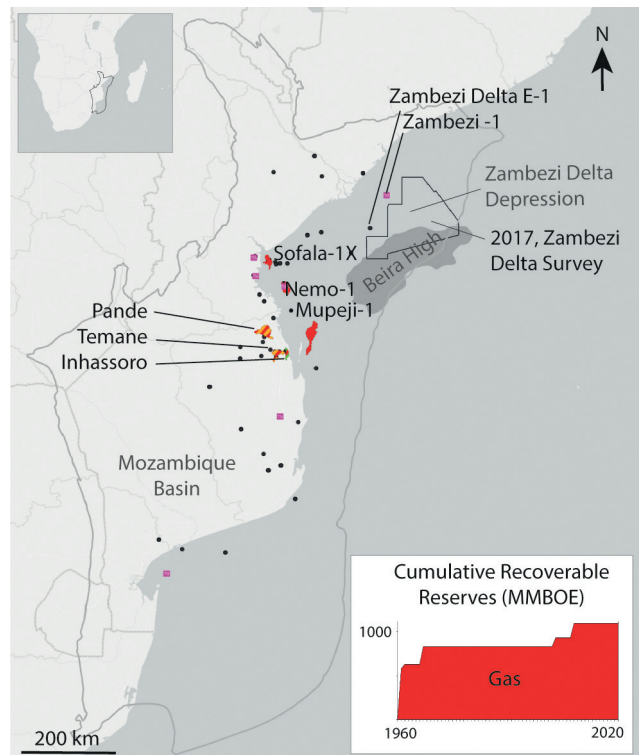 N
Zambezi Delta E-1
Zambezi -1
Zambezi Delta
Depression
2017, Zambezi
Delta Survey
Beira High
Sofala-1X
Nemo-1
Mupeji-1
Pande
Temane
Inhassoro
Mozambique
Basin
Cumulative Recoverable
Reserves (MMBOE)
1000
Gas
1960
2020
200 km